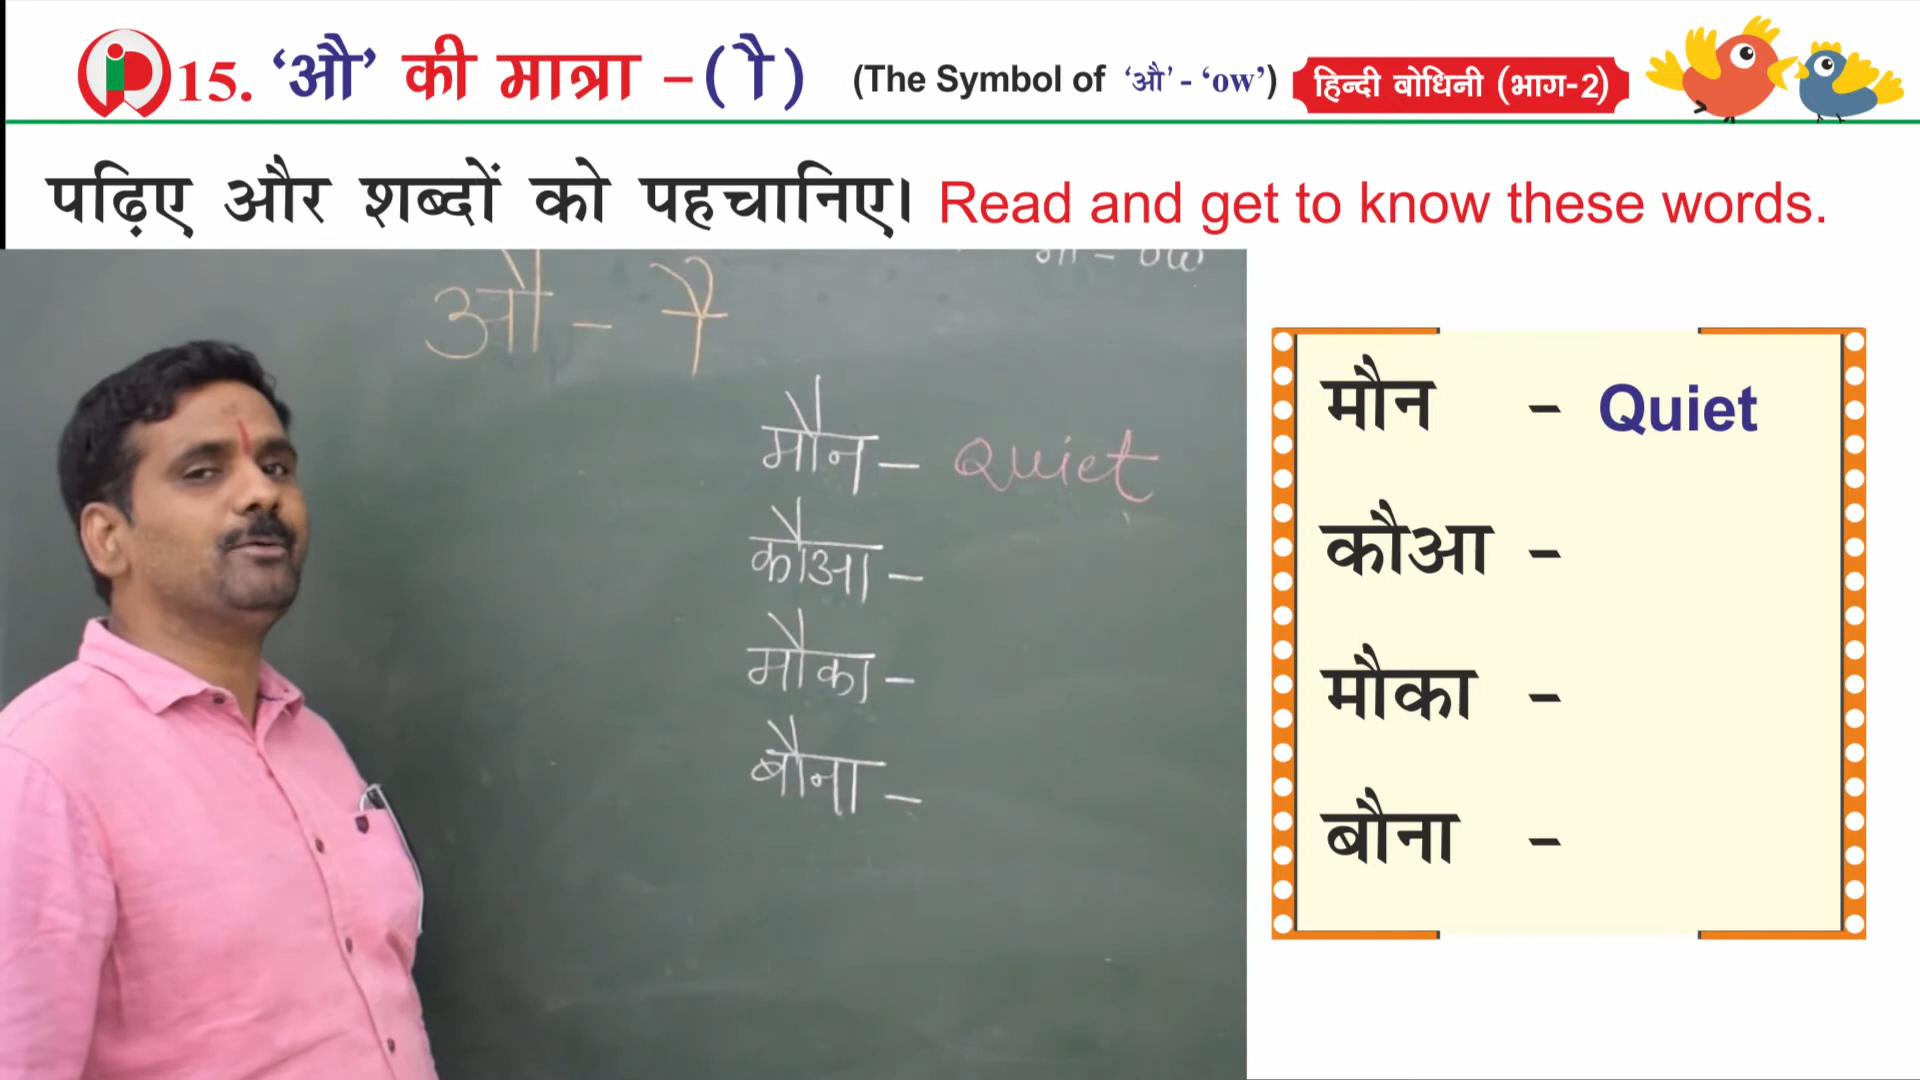 15. ‘औ’ की मात्रा – (ौ) (The Symbol of ‘औ’ - ‘ow’) हिन्दी बोधिनी (भाग-2)
पढ़िए और शब्दों को पहचानिए। Read and get to know these words.
औ - ौ
मौन - Quiet
कौआ -
मौका -
बौना -
मौन - Quiet
कौआ -
मौका -
बौना -